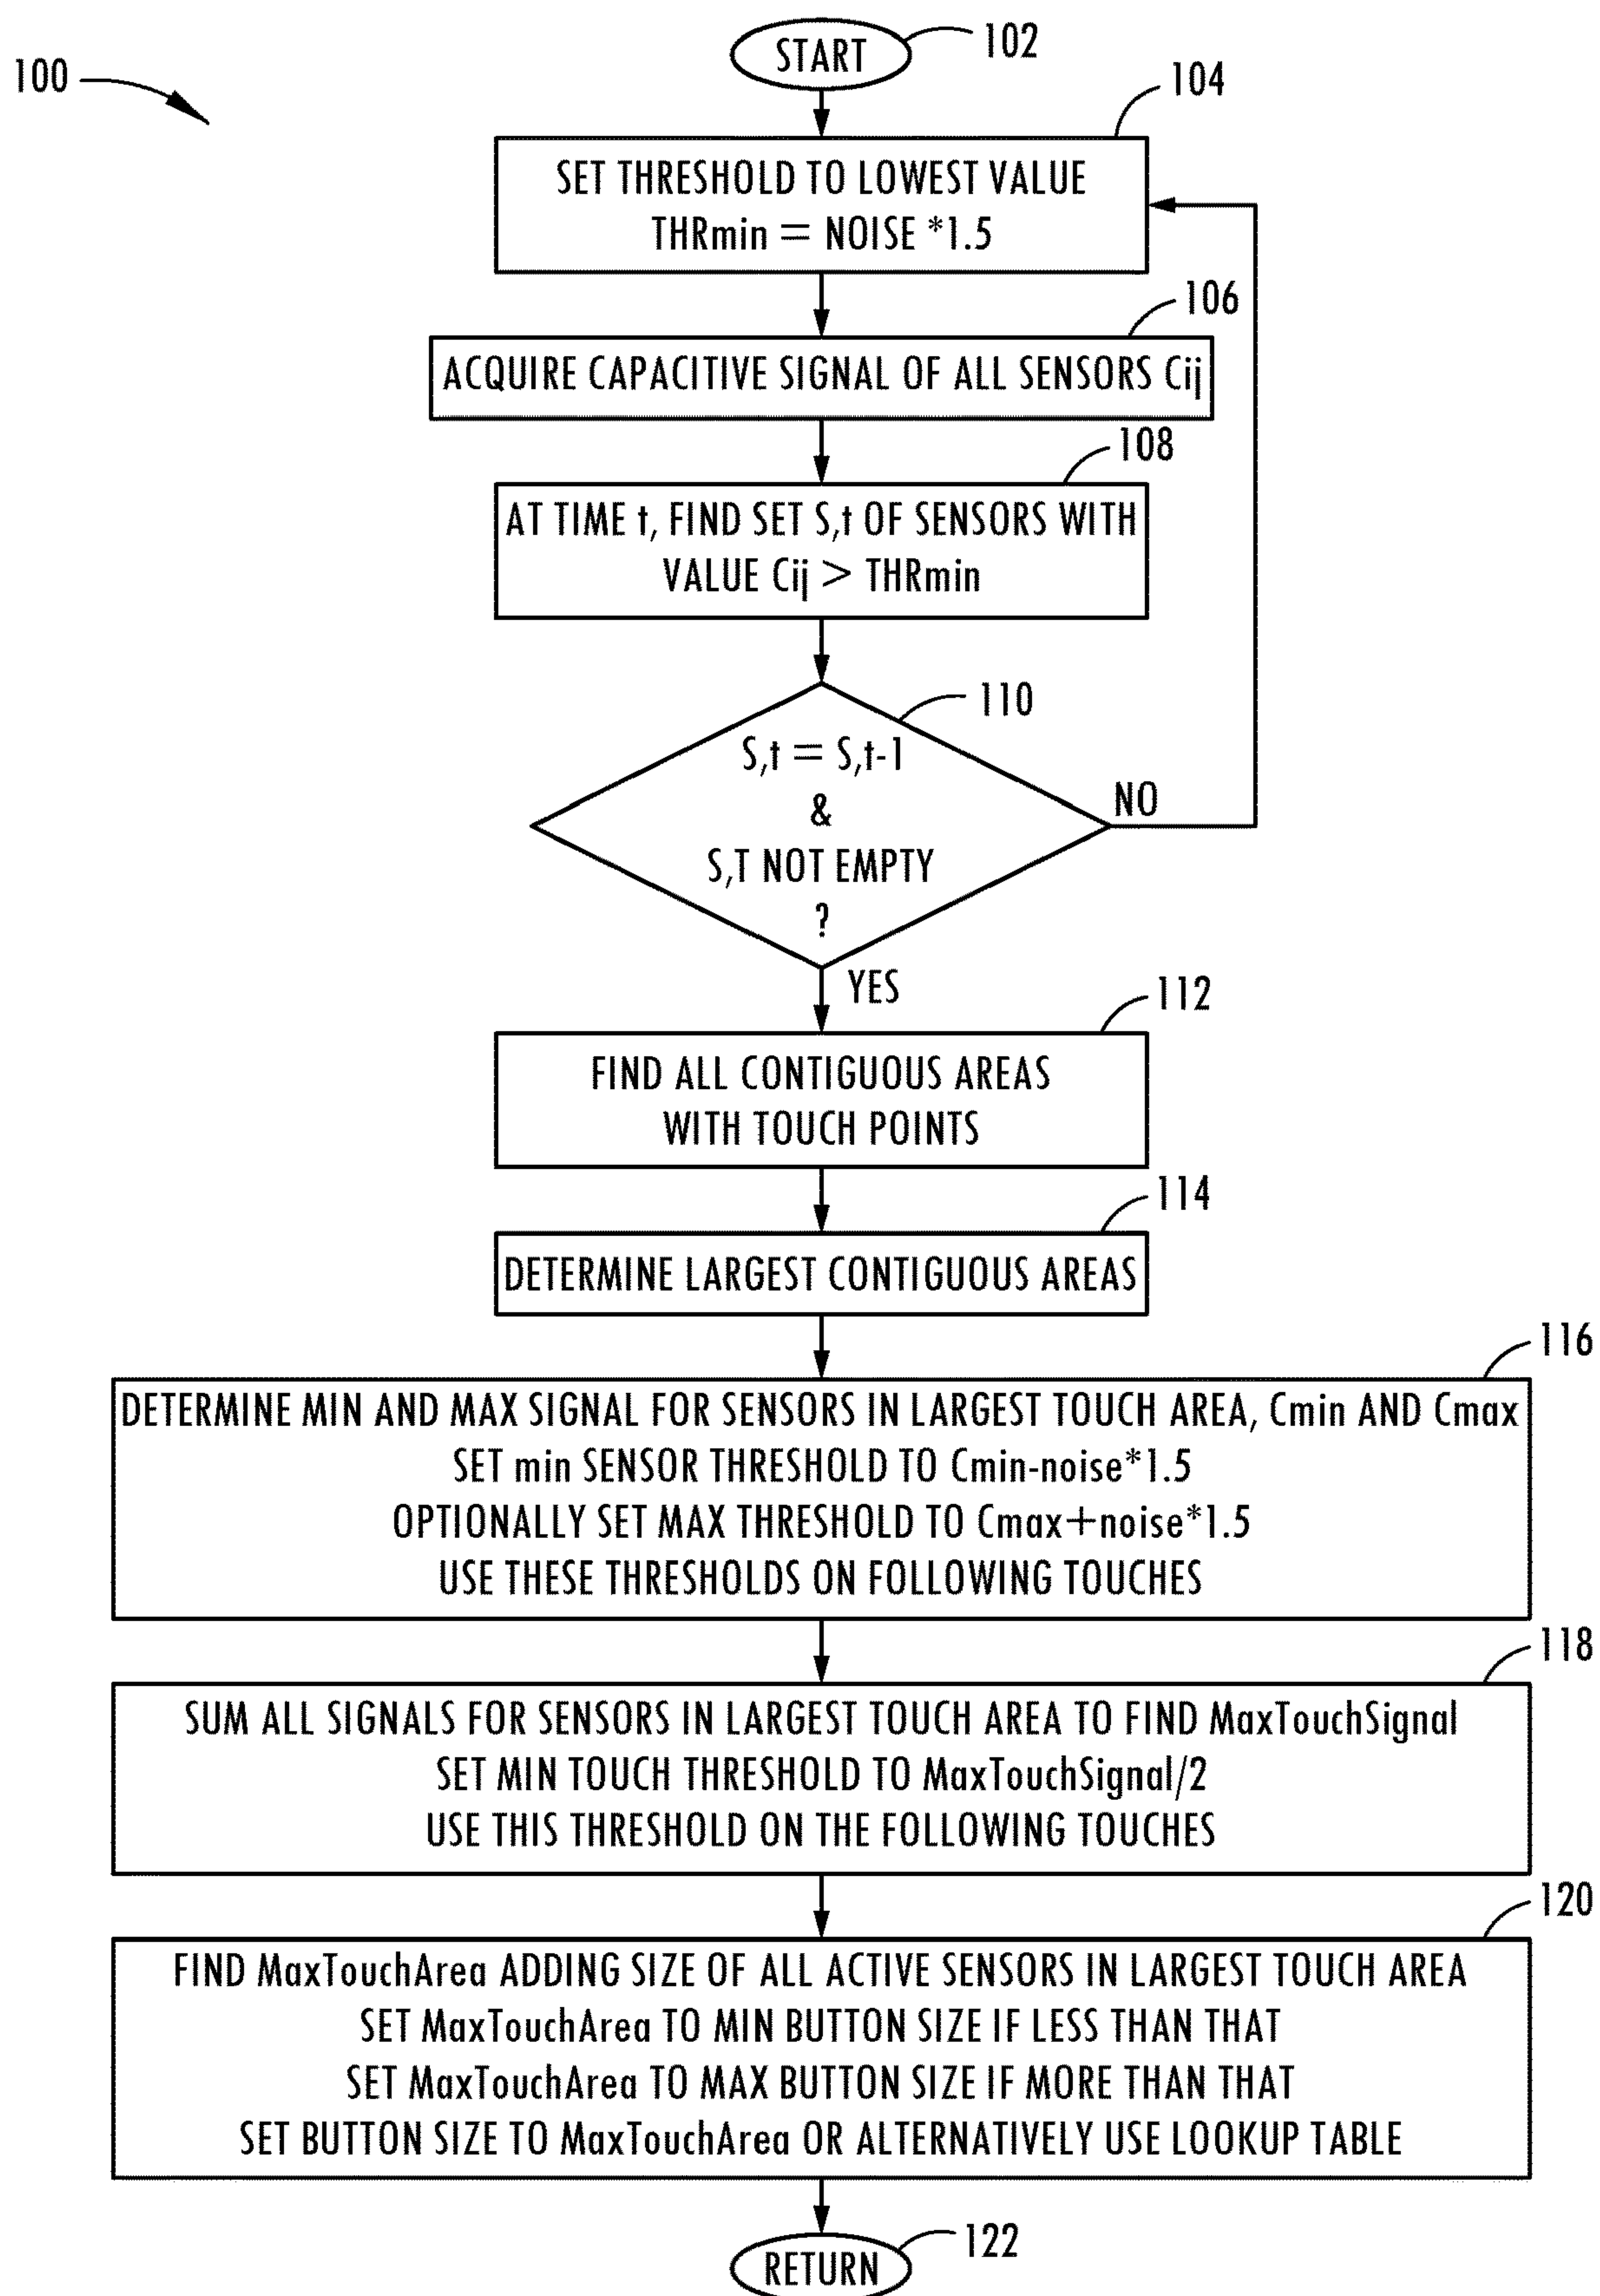 100
START
102
104
SET THRESHOLD TO LOWEST VALUE
THRmin = NOISE *1.5
106
ACQUIRE CAPACITIVE SIGNAL OF ALL SENSORS Cij
108
AT TIME t, FIND SET S,t OF SENSORS WITH
VALUE Cij > THRmin
110
S,t = S,t-1
&
S,T NOT EMPTY
?
NO
YES
112
FIND ALL CONTIGUOUS AREAS
WITH TOUCH POINTS
114
DETERMINE LARGEST CONTIGUOUS AREAS
116
DETERMINE MIN AND MAX SIGNAL FOR SENSORS IN LARGEST TOUCH AREA, Cmin AND Cmax
SET min SENSOR THRESHOLD TO Cmin-noise*1.5
OPTIONALLY SET MAX THRESHOLD TO Cmax+noise*1.5
USE THESE THRESHOLDS ON FOLLOWING TOUCHES
118
SUM ALL SIGNALS FOR SENSORS IN LARGEST TOUCH AREA TO FIND MaxTouchSignal
SET MIN TOUCH THRESHOLD TO MaxTouchSignal/2
USE THIS THRESHOLD ON THE FOLLOWING TOUCHES
120
FIND MaxTouchArea ADDING SIZE OF ALL ACTIVE SENSORS IN LARGEST TOUCH AREA
SET MaxTouchArea TO MIN BUTTON SIZE IF LESS THAN THAT
SET MaxTouchArea TO MAX BUTTON SIZE IF MORE THAN THAT
SET BUTTON SIZE TO MaxTouchArea OR ALTERNATIVELY USE LOOKUP TABLE
RETURN
122